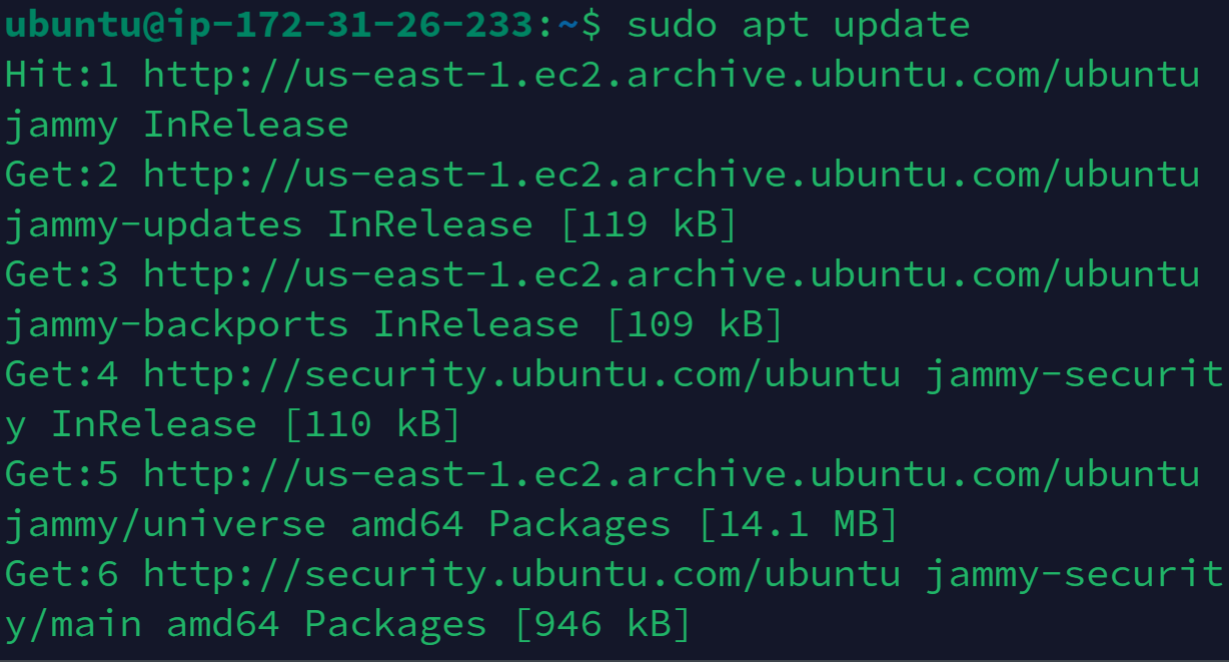 ubuntu@ip-172-31-26-233:~$ sudo apt update
Hit:1 http://us-east-1.ec2.archive.ubuntu.com/ubuntu
jammy InRelease
Get:2 http://us-east-1.ec2.archive.ubuntu.com/ubuntu
jammy-updates InRelease [119 kB]
Get:3 http://us-east-1.ec2.archive.ubuntu.com/ubuntu
jammy-backports InRelease [109 kB]
Get:4 http://security.ubuntu.com/ubuntu jammy-securit
y InRelease [110 kB]
Get:5 http://us-east-1.ec2.archive.ubuntu.com/ubuntu
jammy/universe amd64 Packages [14.1 MB]
Get:6 http://security.ubuntu.com/ubuntu jammy-securit
y/main amd64 Packages [946 kB]